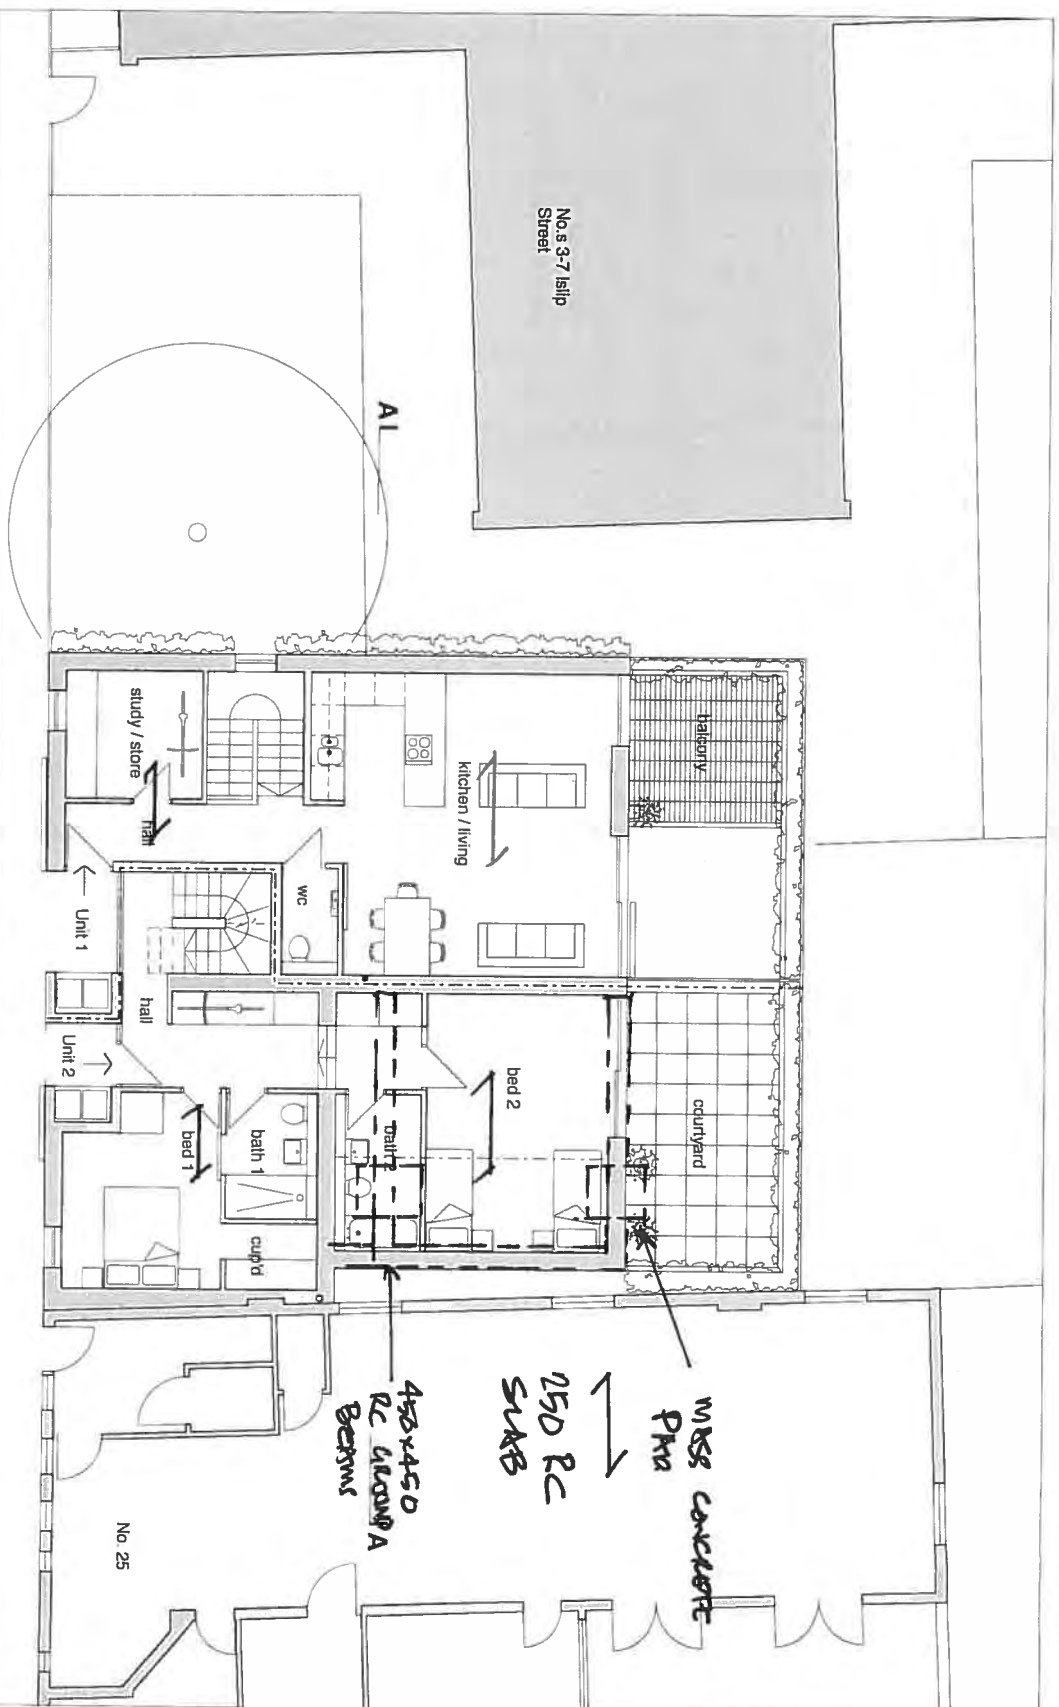 No.s 3-7 Islip
Street
A1
balcony
kitchen / living
study / store
hall
wc
Unit 1
hall
Unit 2
courtyard
bed 2
bath 2
bath 1
bed 1
cup'd
MASS CONCRETE
PAD
250 RC
SLAB
450x450
RC GROUND
BEAMS
A
No. 25